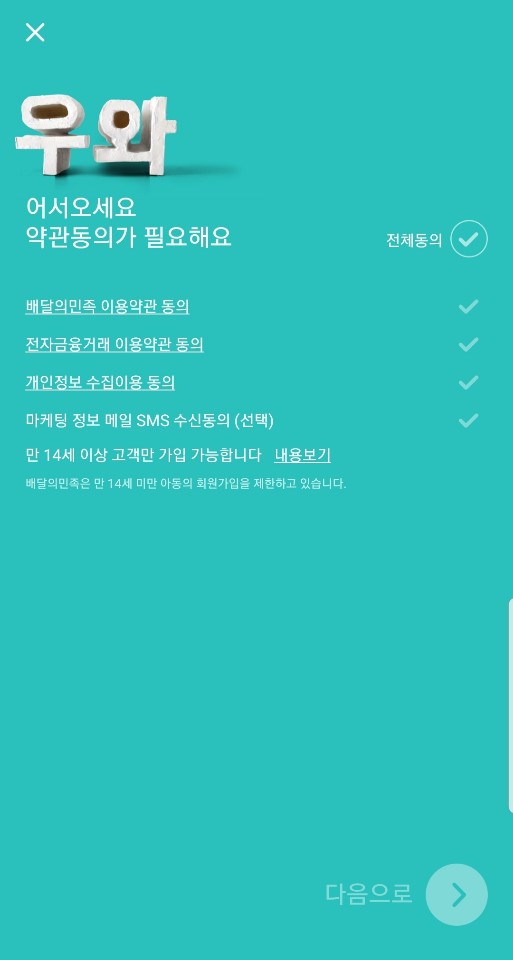 우와
어서오세요
약관동의가 필요해요
전체동의
배달의민족 이용약관 동의
전자금융거래 이용약관 동의
개인정보 수집이용 동의
마케팅 정보 메일 SMS 수신동의 (선택)
만 14세 이상 고객만 가입 가능합니다 내용보기
배달의민족은 만 14세 미만 아동의 회원가입을 제한하고 있습니다.
다음으로